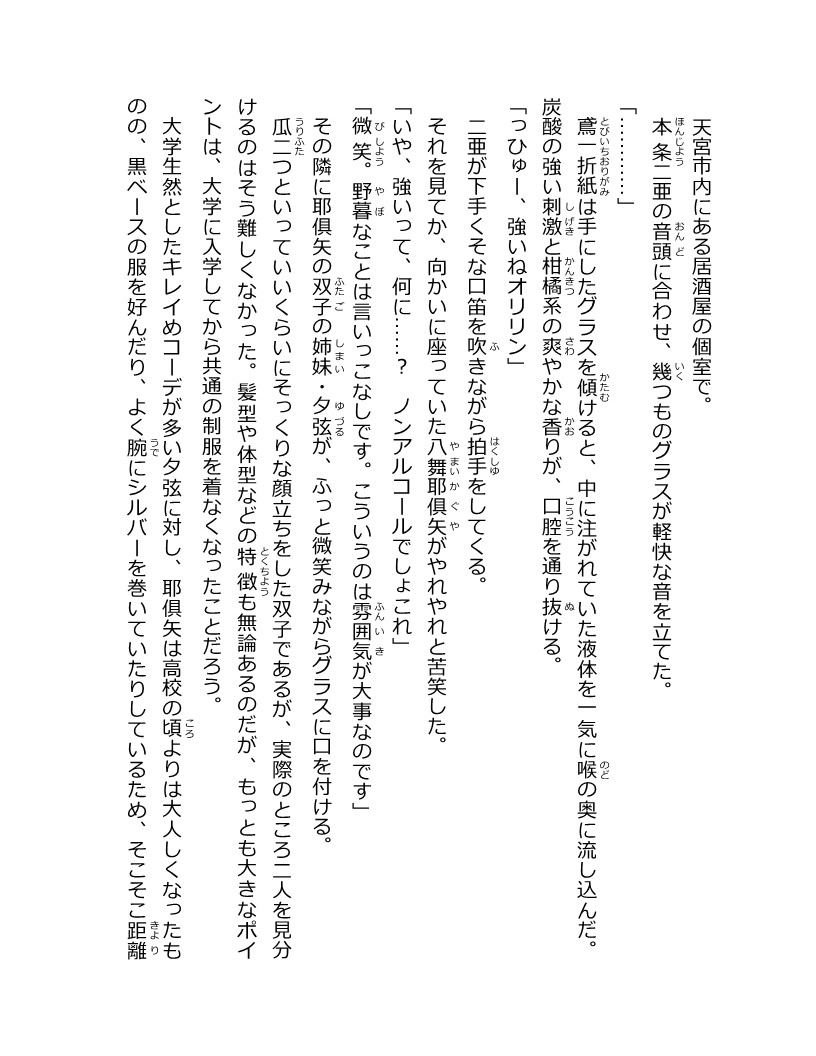 天宮市内にある居酒屋の個室で。
本条二亜の音頭に合わせ、幾つものグラスが軽快な音を立てた。
「…………」
鳶一折紙は手にしたグラスを傾けると、中に注がれていた液体を一気に喉の奥に流し込んだ。
炭酸の強い刺激と柑橘系の爽やかな香りが、口腔を通り抜ける。
「っひゅー、強いねオリリン」
二亜が下手くそな口笛を吹きながら拍手をしてくる。
それを見てか、向かいに座っていた八舞耶倶矢がやれやれと苦笑した。
「いや、強いって、何に……？　ノンアルコールでしょこれ」
「微笑。野暮なことは言いっこなしです。こういうのは雰囲気が大事なのです」
その隣に耶倶矢の双子の姉妹・夕弦が、ふっと微笑みながらグラスに口を付ける。
瓜二つといっていいくらいにそっくりな顔立ちをした双子であるが、実際のところ二人を見分
けるのはそう難しくなかった。髪型や体型などの特徴も無論あるのだが、もっとも大きなポイ
ントは、大学に入学してから共通の制服を着なくなったことだろう。
大学生然としたキレイめコーデが多い夕弦に対し、耶倶矢は高校の頃よりは大人しくなったも
のの、黒ベースの服を好んだり、よく腕にシルバーを巻いていたりしているため、そこそこ距離